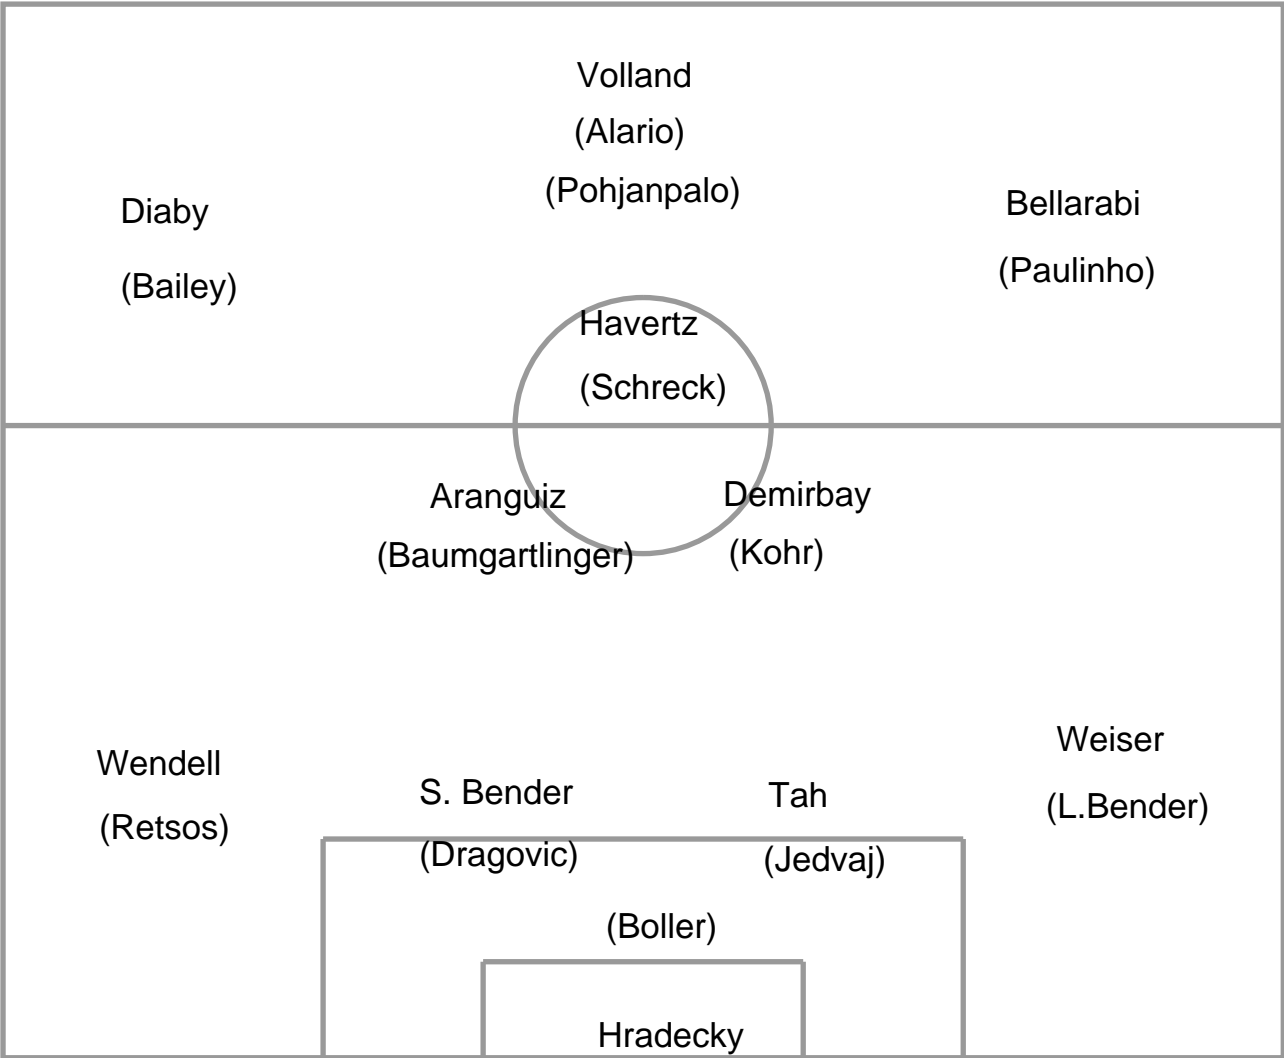 Volland
(Alario)
(Pohjanpalo)
Diaby
(Bailey)
Bellarabi
(Paulinho)
Havertz
(Schreck)
Aranguiz
(Baumgartlinger)
Demirbay
(Kohr)
Wendell
(Retsos)
S. Bender
(Dragovic)
Tah
(Jedvaj)
Weiser
(L.Bender)
(Boller)
Hradecky